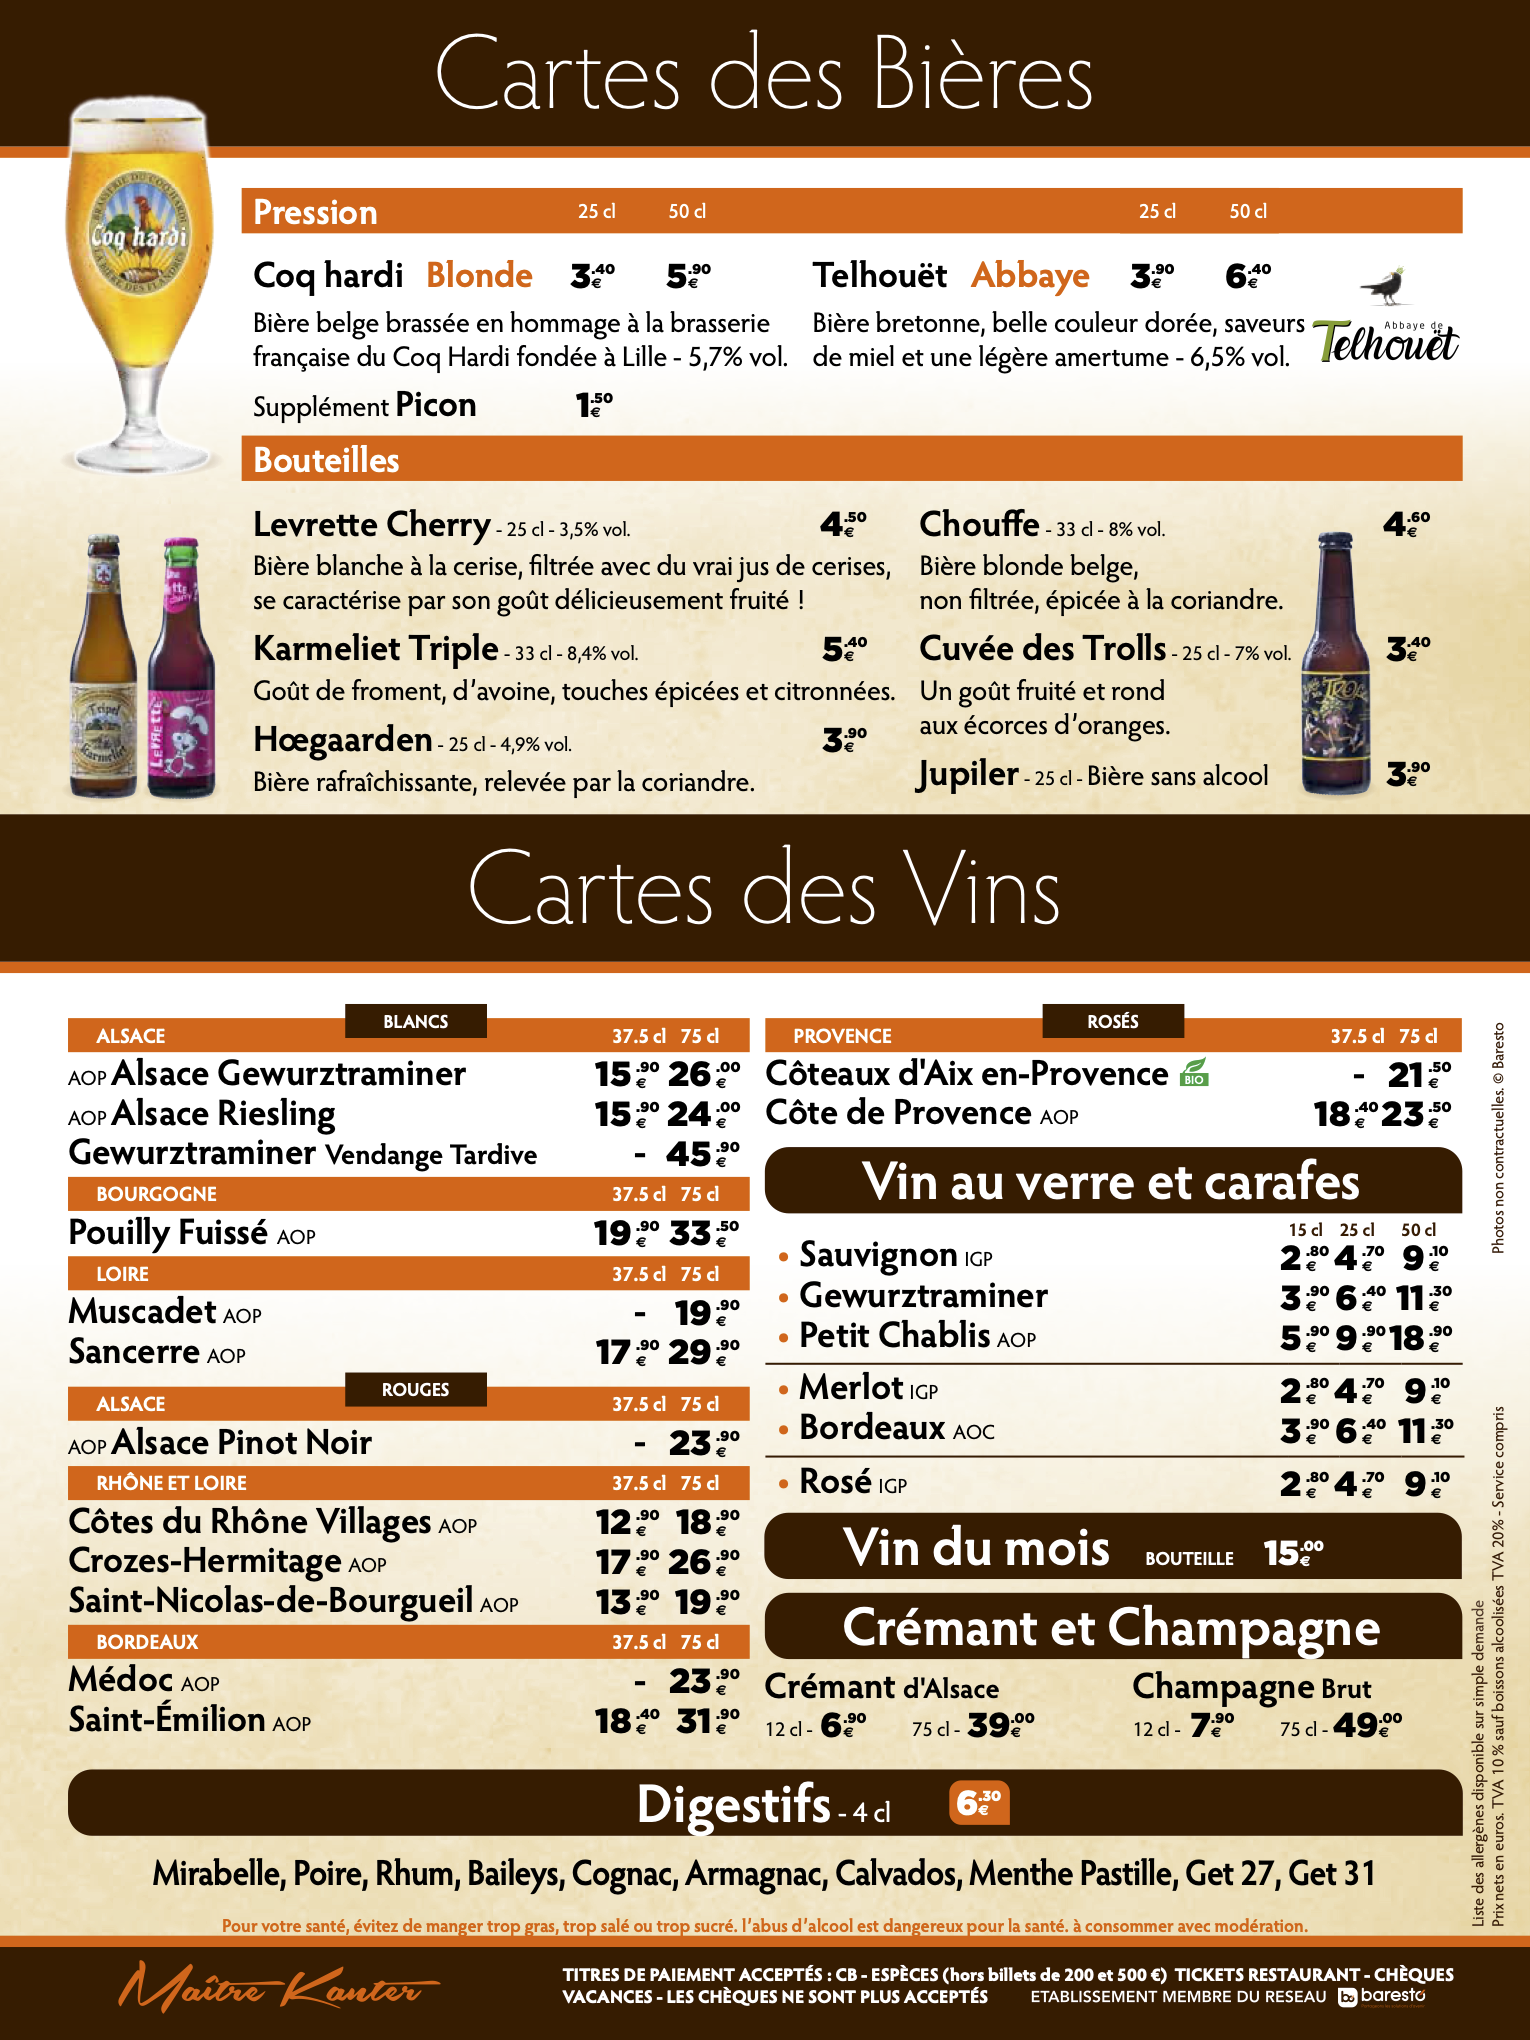 Cartes des Bières
BRASSERIE DU COQ HARDI
Coq hardi
LA BIÈRE DES FLAVORS
Pression 25 cl 50 cl 25 cl 50 cl
Coq hardi Blonde 3.40€ 5.90€
Bière belge brassée en hommage à la brasserie
française du Coq Hardi fondée à Lille - 5,7% vol.
Supplément Picon 1.50€
Telhouët Abbaye 3.90€ 6.40€
Bière bretonne, belle couleur dorée, saveurs
de miel et une légère amertume - 6,5% vol.
Abbaye de
Telhouët
Bouteilles
Levrette Cherry - 25 cl - 3,5% vol. 4.50€
Bière blanche à la cerise, filtrée avec du vrai jus de cerises,
se caractérise par son goût délicieusement fruité !
Karmeliet Triple - 33 cl - 8,4% vol. 5.40€
Goût de froment, d’avoine, touches épicées et citronnées.
Hœgaarden - 25 cl - 4,9% vol. 3.90€
Bière rafraîchissante, relevée par la coriandre.
Chouffe - 33 cl - 8% vol. 4.60€
Bière blonde belge,
non filtrée, épicée à la coriandre.
Cuvée des Trolls - 25 cl - 7% vol. 3.40€
Un goût fruité et rond
aux écorces d’oranges.
Jupiler - 25 cl - Bière sans alcool 3.90€
Tripel
Karmeliet
LEVRETTE
TROLLS
Cartes des Vins
BLANCS
ALSACE 37.5 cl 75 cl
AOP Alsace Gewurztraminer 15.90€ 26.00€
AOP Alsace Riesling 15.90€ 24.00€
Gewurztraminer Vendange Tardive - 45.90€
BOURGOGNE 37.5 cl 75 cl
Pouilly Fuissé AOP 19.90€ 33.50€
LOIRE 37.5 cl 75 cl
Muscadet AOP - 19.90€
Sancerre AOP 17.90€ 29.90€
ROUGES
ALSACE 37.5 cl 75 cl
AOP Alsace Pinot Noir - 23.90€
RHÔNE ET LOIRE 37.5 cl 75 cl
Côtes du Rhône Villages AOP 12.90€ 18.90€
Crozes-Hermitage AOP 17.90€ 26.90€
Saint-Nicolas-de-Bourgueil AOP 13.90€ 19.90€
BORDEAUX 37.5 cl 75 cl
Médoc AOP - 23.90€
Saint-Émilion AOP 18.40€ 31.90€
ROSÉS
PROVENCE 37.5 cl 75 cl
Côteaux d'Aix en-Provence BIO - 21.50€
Côte de Provence AOP 18.40€ 23.50€
Vin au verre et carafes
15 cl 25 cl 50 cl
• Sauvignon IGP 2.80€ 4.70€ 9.10€
• Gewurztraminer 3.90€ 6.40€ 11.30€
• Petit Chablis AOP 5.90€ 9.90€ 18.90€
• Merlot IGP 2.80€ 4.70€ 9.10€
• Bordeaux AOC 3.90€ 6.40€ 11.30€
• Rosé IGP 2.80€ 4.70€ 9.10€
Vin du mois BOUTEILLE 15.00€
Crémant et Champagne
Crémant d'Alsace
12 cl - 6.90€ 75 cl - 39.00€
Champagne Brut
12 cl - 7.90€ 75 cl - 49.00€
Digestifs - 4 cl 6.30€
Mirabelle, Poire, Rhum, Baileys, Cognac, Armagnac, Calvados, Menthe Pastille, Get 27, Get 31
Pour votre santé, évitez de manger trop gras, trop salé ou trop sucré. l’abus d’alcool est dangereux pour la santé. à consommer avec modération.
Photos non contractuelles. © Baresto
Liste des allergènes disponible sur simple demande
Prix nets en euros. TVA 10 % sauf boissons alcoolisées TVA 20% - Service compris
Maître Kanter
TITRES DE PAIEMENT ACCEPTÉS : CB - ESPÈCES (hors billets de 200 et 500 €) TICKETS RESTAURANT - CHÈQUES
VACANCES - LES CHÈQUES NE SONT PLUS ACCEPTÉS ETABLISSEMENT MEMBRE DU RESEAU bo baresto